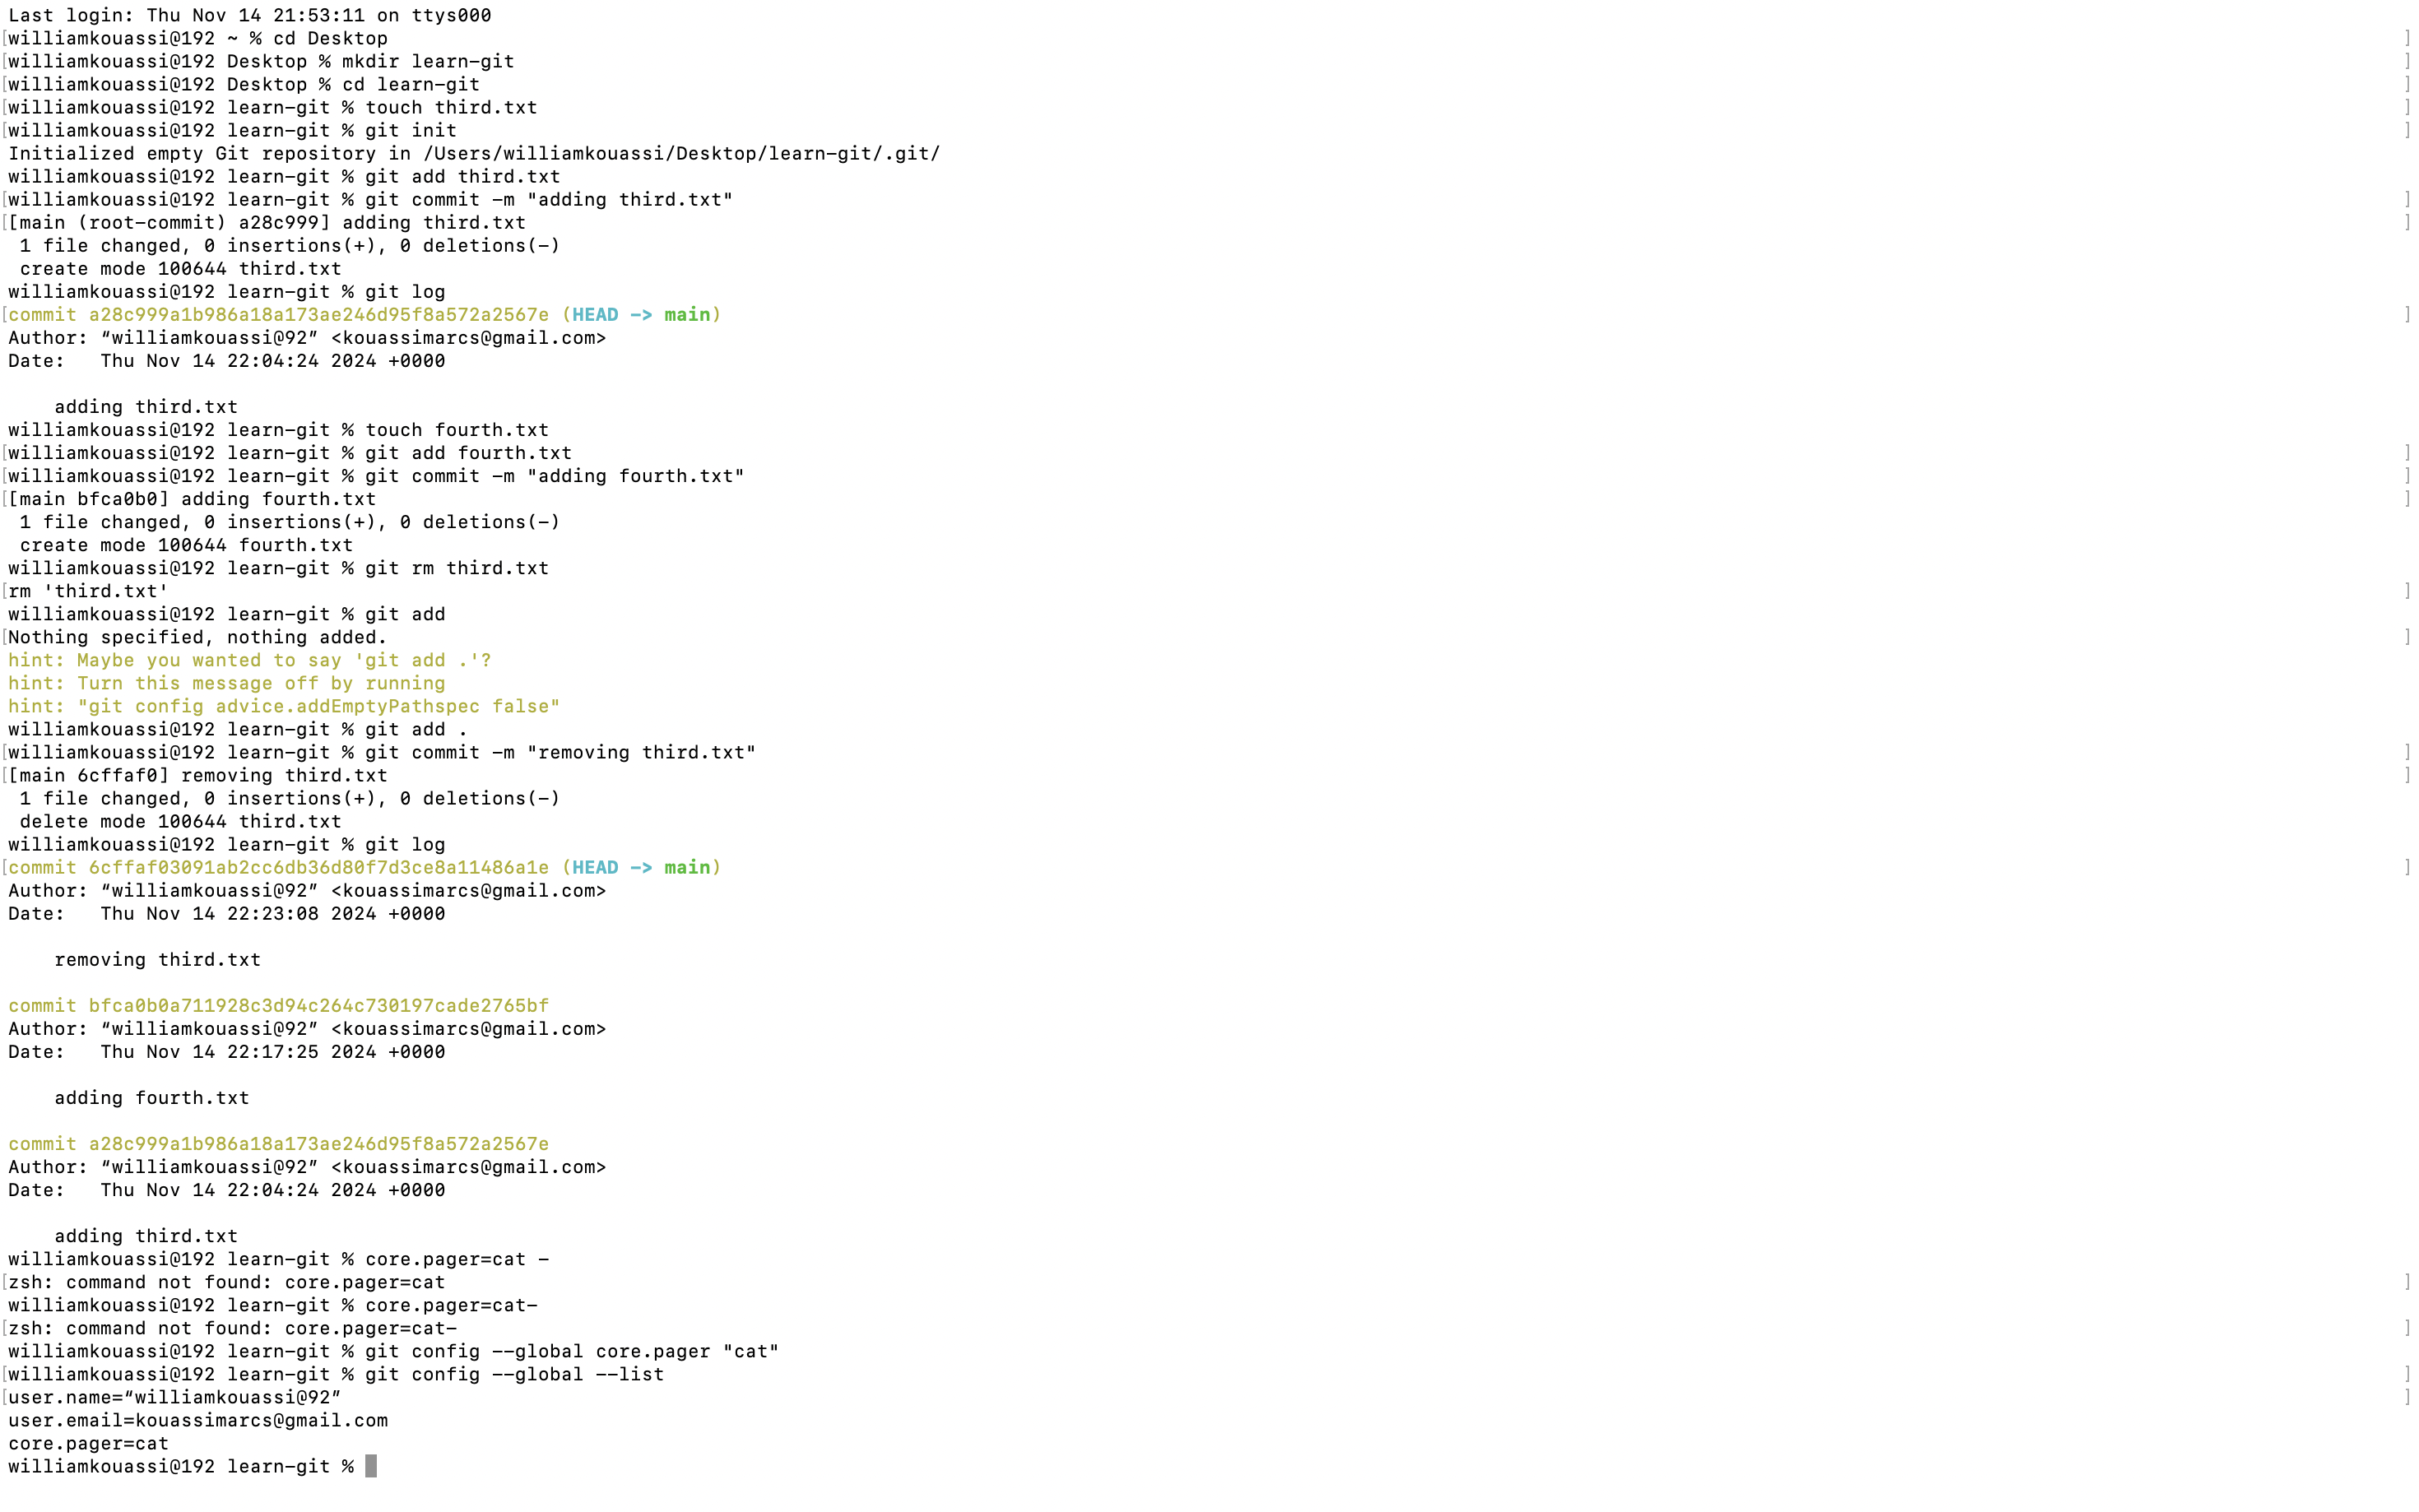 Last login: Thu Nov 14 21:53:11 on ttys000
[williamkouassi@192 ~ % cd Desktop ]
[williamkouassi@192 Desktop % mkdir learn-git ]
[williamkouassi@192 Desktop % cd learn-git ]
[williamkouassi@192 learn-git % touch third.txt ]
[williamkouassi@192 learn-git % git init ]
Initialized empty Git repository in /Users/williamkouassi/Desktop/learn-git/.git/
williamkouassi@192 learn-git % git add third.txt
[williamkouassi@192 learn-git % git commit -m "adding third.txt" ]
[[main (root-commit) a28c999] adding third.txt ]
 1 file changed, 0 insertions(+), 0 deletions(-)
 create mode 100644 third.txt
williamkouassi@192 learn-git % git log
[commit a28c999a1b986a18a173ae246d95f8a572a2567e (HEAD -> main) ]
Author: “williamkouassi@92” <kouassimarcs@gmail.com>
Date:   Thu Nov 14 22:04:24 2024 +0000

    adding third.txt
williamkouassi@192 learn-git % touch fourth.txt
[williamkouassi@192 learn-git % git add fourth.txt ]
[williamkouassi@192 learn-git % git commit -m "adding fourth.txt" ]
[[main bfca0b0] adding fourth.txt ]
 1 file changed, 0 insertions(+), 0 deletions(-)
 create mode 100644 fourth.txt
williamkouassi@192 learn-git % git rm third.txt
[rm 'third.txt' ]
williamkouassi@192 learn-git % git add
[Nothing specified, nothing added. ]
hint: Maybe you wanted to say 'git add .'?
hint: Turn this message off by running
hint: "git config advice.addEmptyPathspec false"
williamkouassi@192 learn-git % git add .
[williamkouassi@192 learn-git % git commit -m "removing third.txt" ]
[[main 6cffaf0] removing third.txt ]
 1 file changed, 0 insertions(+), 0 deletions(-)
 delete mode 100644 third.txt
williamkouassi@192 learn-git % git log
[commit 6cffaf03091ab2cc6db36d80f7d3ce8a11486a1e (HEAD -> main) ]
Author: “williamkouassi@92” <kouassimarcs@gmail.com>
Date:   Thu Nov 14 22:23:08 2024 +0000

    removing third.txt

commit bfca0b0a711928c3d94c264c730197cade2765bf
Author: “williamkouassi@92” <kouassimarcs@gmail.com>
Date:   Thu Nov 14 22:17:25 2024 +0000

    adding fourth.txt

commit a28c999a1b986a18a173ae246d95f8a572a2567e
Author: “williamkouassi@92” <kouassimarcs@gmail.com>
Date:   Thu Nov 14 22:04:24 2024 +0000

    adding third.txt
williamkouassi@192 learn-git % core.pager=cat -
[zsh: command not found: core.pager=cat ]
williamkouassi@192 learn-git % core.pager=cat-
[zsh: command not found: core.pager=cat- ]
williamkouassi@192 learn-git % git config --global core.pager "cat"
[williamkouassi@192 learn-git % git config --global --list ]
[user.name=“williamkouassi@92” ]
user.email=kouassimarcs@gmail.com
core.pager=cat
williamkouassi@192 learn-git %